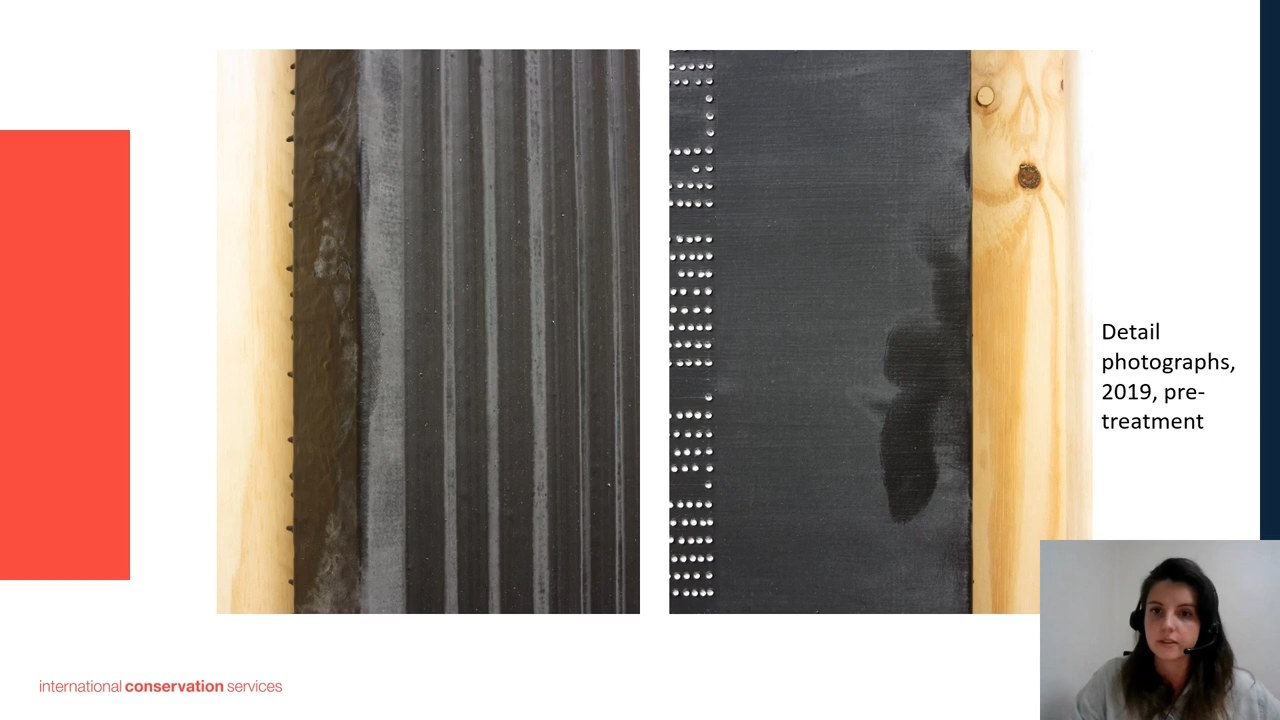 Detail
photographs,
2019, pre-
treatment
international conservation services